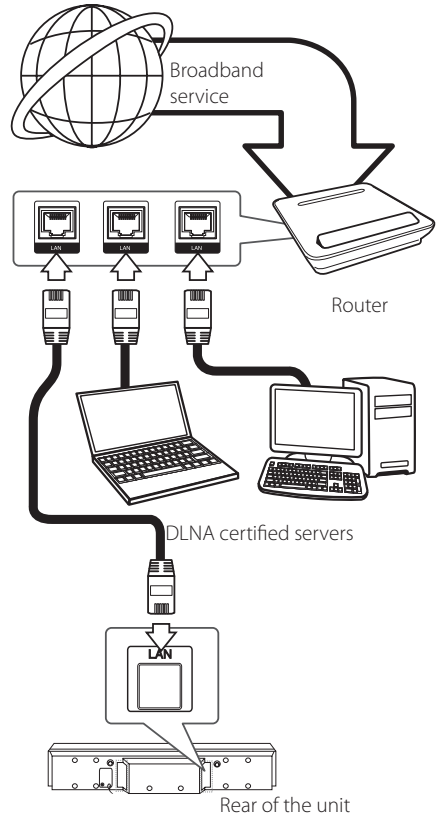 Broadband
service
LAN
LAN
LAN
Router
DLNA certified servers
LAN
Rear of the unit